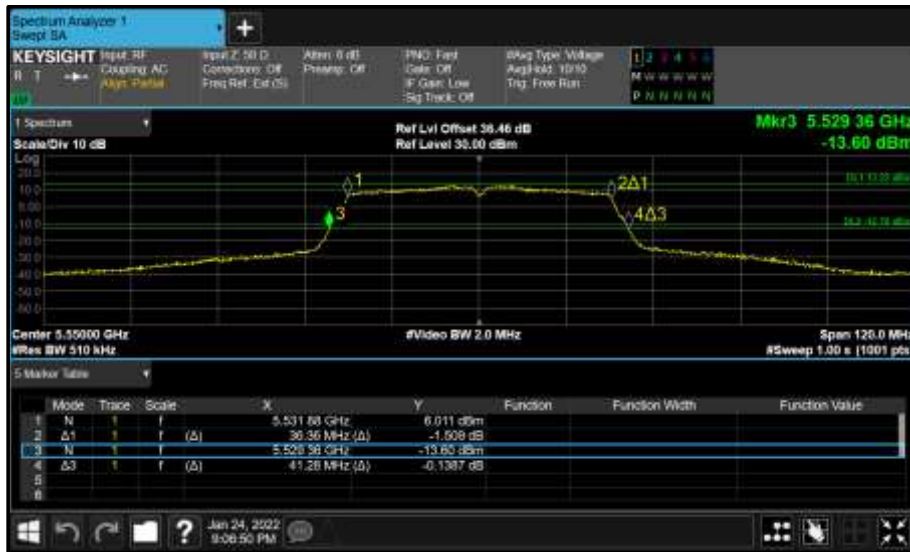 Spectrum Analyzer 1
Swept SA
+
KEYSIGHT Input: RF
R T
Coupling: AC
Align: Partial
Input Z: 50 Ω
Corrections: Off
Freq Ref: Ext (S)
Atten: 6 dB
Preamp: Off
PNO: Fast
Gate: Off
IF Gain: Low
Sig Track: Off
#Avg Type: Voltage
Avg|Hold: 10/10
Trig: Free Run
1 2 3 4 5 6
M W W W W W
P N N N N N
1 Spectrum
Scale/Div 10 dB
Ref Lvl Offset 36.46 dB
Ref Level 30.00 dBm
Mkr3 5.529 36 GHz
-13.60 dBm
Log
20.0
10.0
0.00
-10.0
-20.0
-30.0
-40.0
-50.0
-60.0
1
2Δ1
3
4Δ3
Center 5.55000 GHz
#Res BW 510 kHz
#Video BW 2.0 MHz
Span 120.0 MHz
#Sweep 1.00 s (1001 pts
5 Marker Table
Mode Trace Scale X Y Function Function Width Function Value
1 N 1 f 5.531 88 GHz 6.011 dBm
2 Δ1 1 f (Δ) 36.36 MHz (Δ) -1.509 dB
3 N 1 f 5.529 36 GHz -13.60 dBm
4 Δ3 1 f (Δ) 41.28 MHz (Δ) -0.1387 dB
5
6
?
Jan 24, 2022
9:06:50 PM